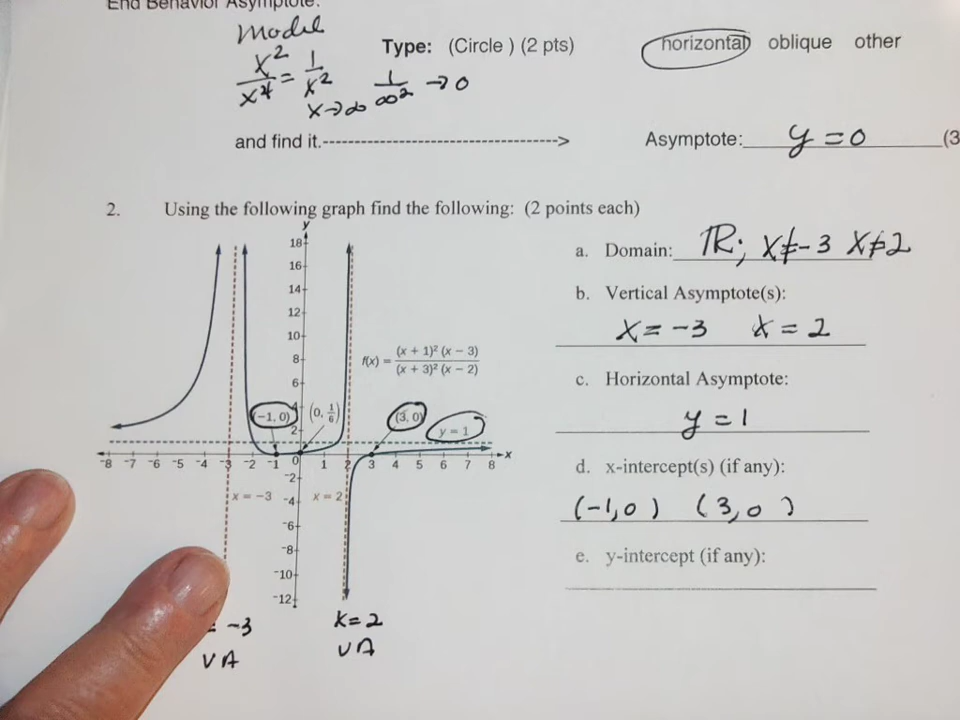 End Behavior Asymptote:
Model
x²/x⁴ = 1/x²
Type: (Circle ) (2 pts)
horizontal oblique other
x→∞ 1/∞² → 0
and find it.------------------------------------>
Asymptote: y = 0 (3
2. Using the following graph find the following: (2 points each)
y
18
16
14
12
10
8
6
4
2
f(x) = (x + 1)² (x − 3) / (x + 3)² (x − 2)
(−1, 0) (0, 1/6) (3, 0)
y = 1
-8 -7 -6 -5 -4 -3 -2 -1 0 1 2 3 4 5 6 7 8 x
-2
x = −3 -4 x = 2
-6
-8
-10
-12
= -3 x = 2
VA VA
a. Domain: ℝ; x≠-3 x≠2
b. Vertical Asymptote(s):
x = -3 x = 2
c. Horizontal Asymptote:
y = 1
d. x-intercept(s) (if any):
(-1,0) (3,0)
e. y-intercept (if any):